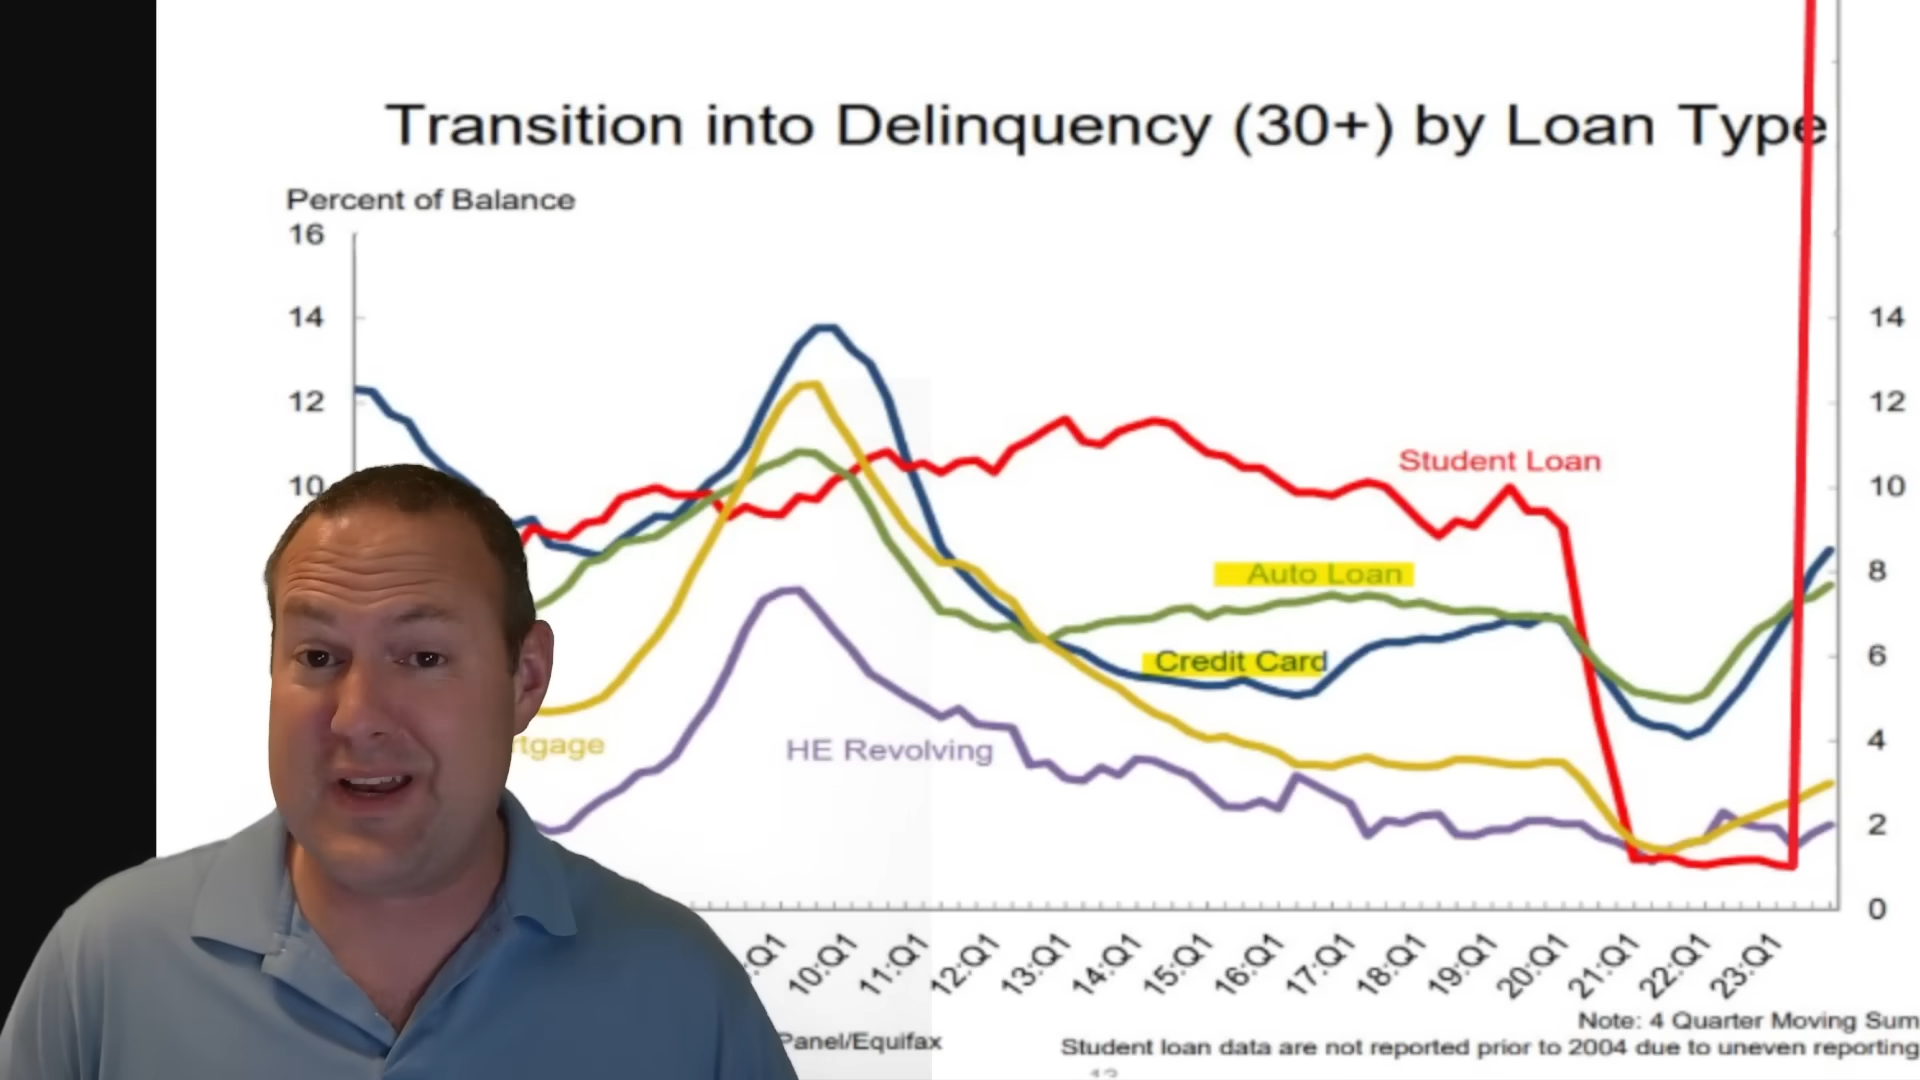 Transition into Delinquency (30+) by Loan Type
Percent of Balance
16
14
14
12
12
10
10
Student Loan
Auto Loan
8
Credit Card
6
HE Revolving
4
2
0
10:Q1
11:Q1
12:Q1
13:Q1
14:Q1
15:Q1
16:Q1
17:Q1
18:Q1
19:Q1
20:Q1
21:Q1
22:Q1
23:Q1
Note: 4 Quarter Moving Sum
Panel/Equifax
Student loan data are not reported prior to 2004 due to uneven reporting